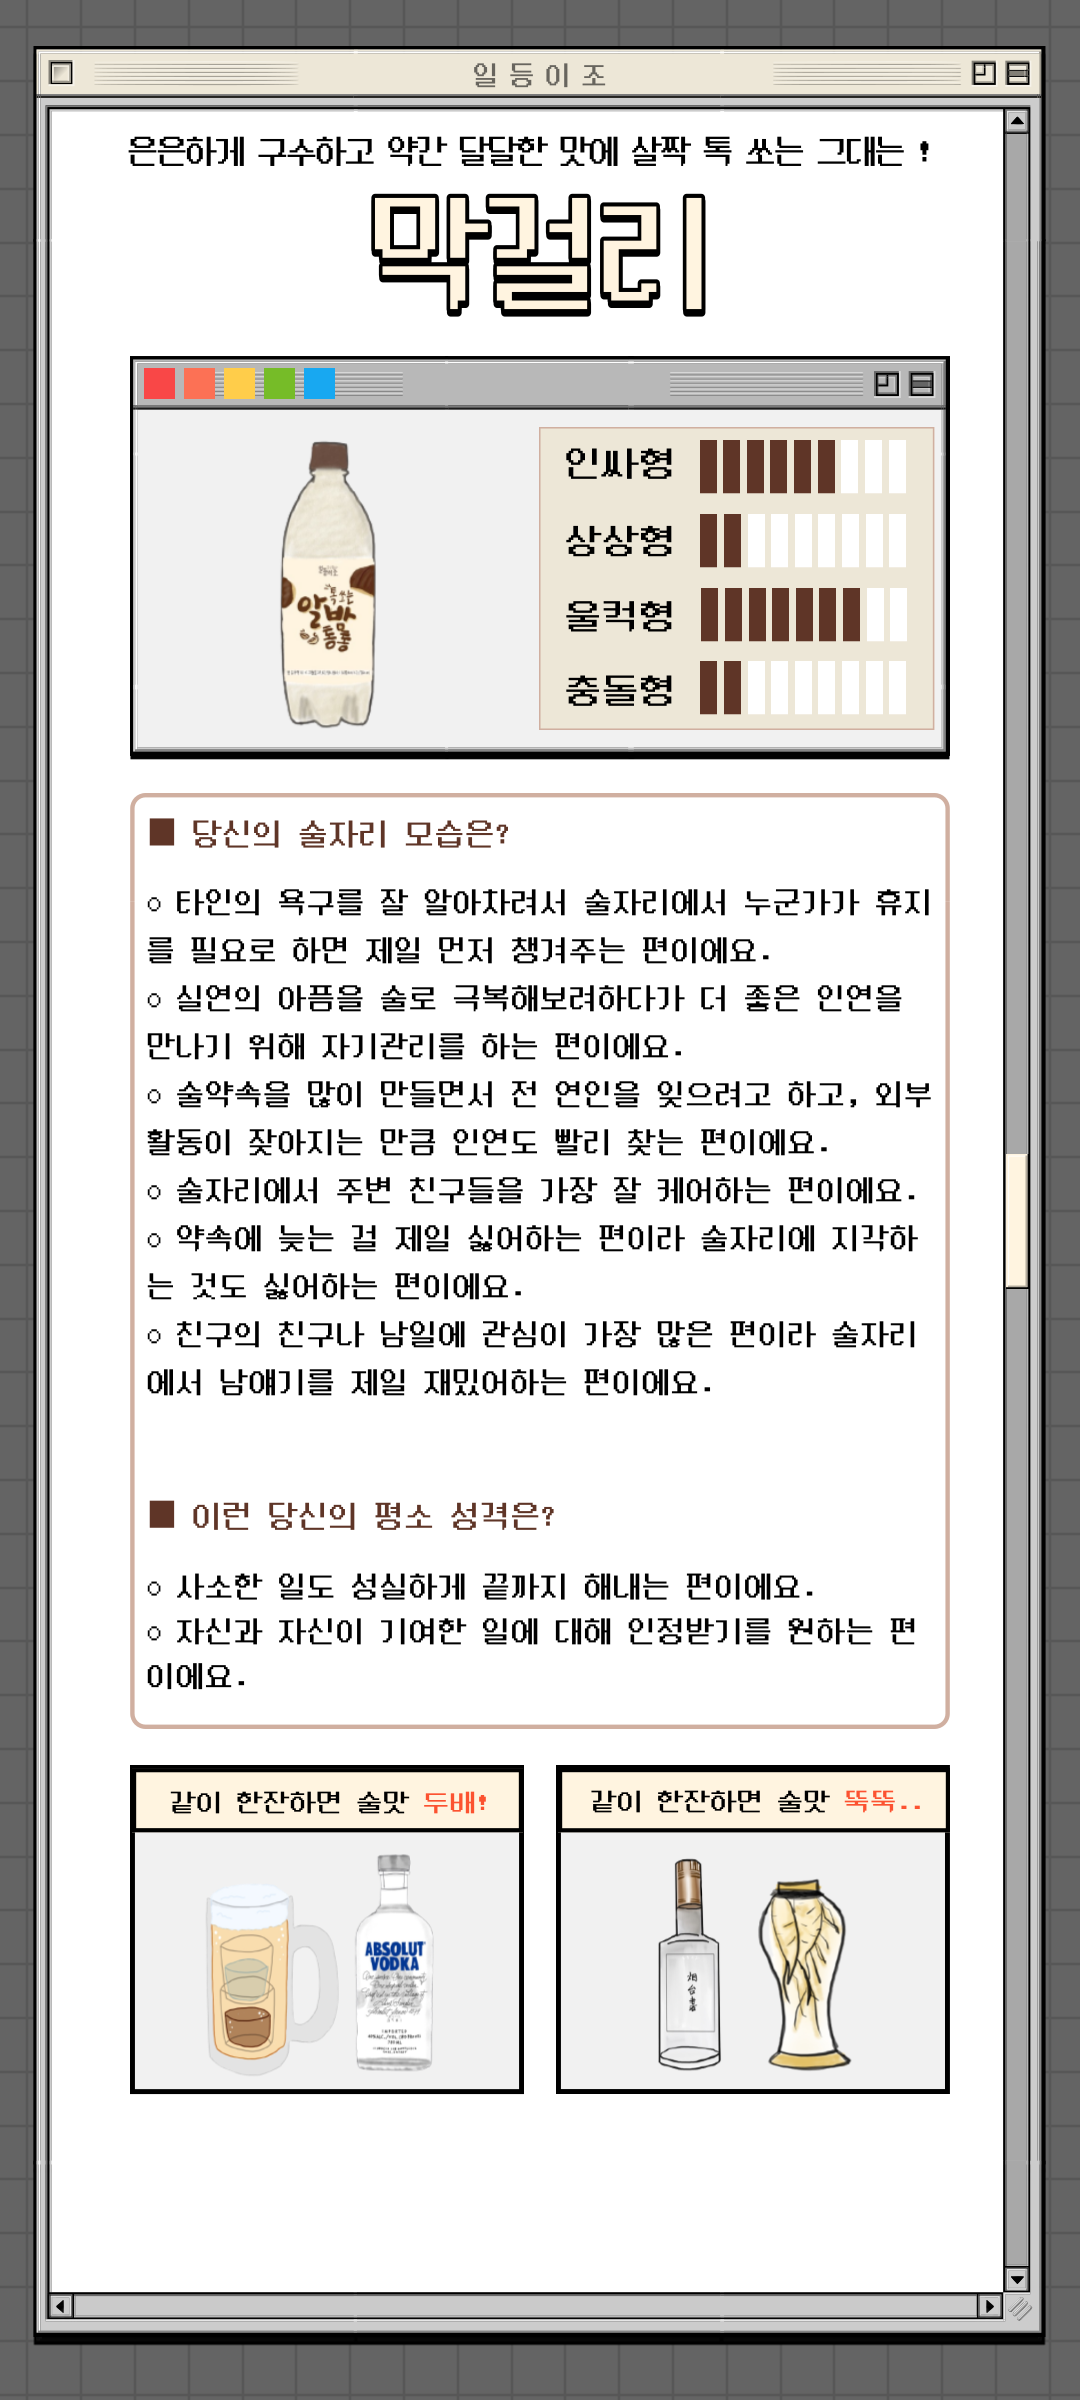 일등이조
은은하게 구수하고 약간 달달한 맛에 살짝 톡 쏘는 그대는 !
막걸리
인싸형
상상형
울컥형
충돌형
톡 쏘는
알밤
동동
■ 당신의 술자리 모습은?
○ 타인의 욕구를 잘 알아차려서 술자리에서 누군가가 휴지
를 필요로 하면 제일 먼저 챙겨주는 편이에요.
○ 실연의 아픔을 술로 극복해보려하다가 더 좋은 인연을
만나기 위해 자기관리를 하는 편이에요.
○ 술약속을 많이 만들면서 전 연인을 잊으려고 하고, 외부
활동이 잦아지는 만큼 인연도 빨리 찾는 편이에요.
○ 술자리에서 주변 친구들을 가장 잘 케어하는 편이에요.
○ 약속에 늦는 걸 제일 싫어하는 편이라 술자리에 지각하
는 것도 싫어하는 편이에요.
○ 친구의 친구나 남일에 관심이 가장 많은 편이라 술자리
에서 남얘기를 제일 재밌어하는 편이에요.
■ 이런 당신의 평소 성격은?
○ 사소한 일도 성실하게 끝까지 해내는 편이에요.
○ 자신과 자신이 기여한 일에 대해 인정받기를 원하는 편
이에요.
같이 한잔하면 술맛 두배!
같이 한잔하면 술맛 뚝뚝..
ABSOLUT
VODKA
烟台